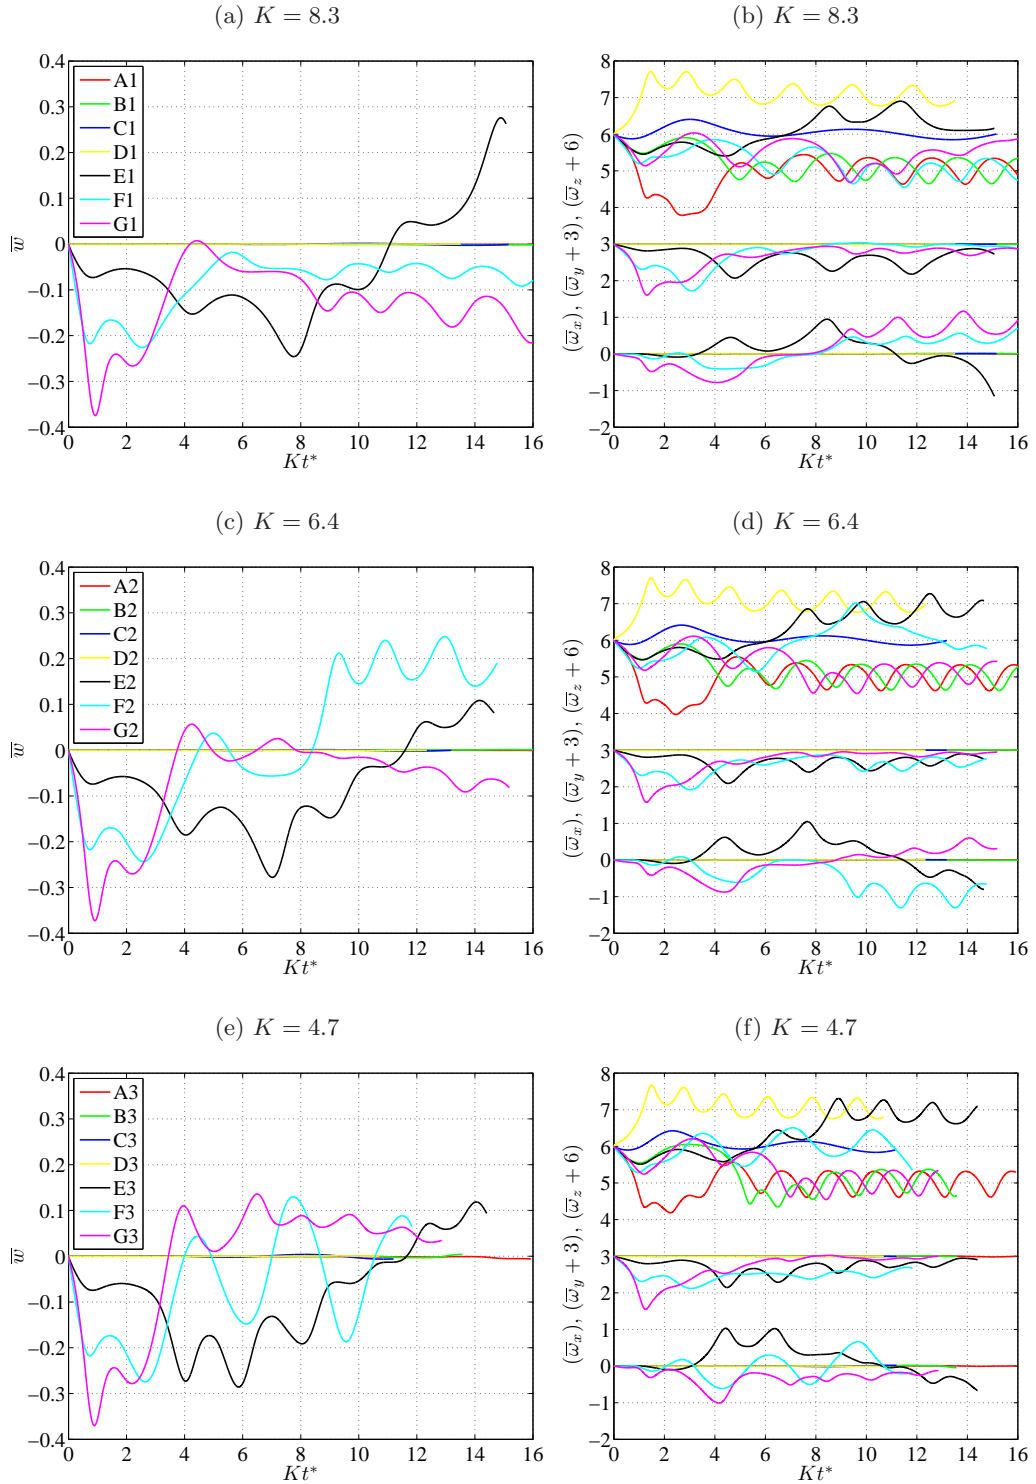 (a) K = 8.3
0.4
0.3
0.2
0.1
0
−0.1
−0.2
−0.3
−0.4
w̅
A1
B1
C1
D1
E1
F1
G1
0 2 4 6 8 10 12 14 16
Kt*
(b) K = 8.3
8
7
6
5
4
3
2
1
0
−1
−2
(ω̅x), (ω̅y + 3), (ω̅z + 6)
0 2 4 6 8 10 12 14 16
Kt*
(c) K = 6.4
0.4
0.3
0.2
0.1
0
−0.1
−0.2
−0.3
−0.4
w̅
A2
B2
C2
D2
E2
F2
G2
0 2 4 6 8 10 12 14 16
Kt*
(d) K = 6.4
8
7
6
5
4
3
2
1
0
−1
−2
(ω̅x), (ω̅y + 3), (ω̅z + 6)
0 2 4 6 8 10 12 14 16
Kt*
(e) K = 4.7
0.4
0.3
0.2
0.1
0
−0.1
−0.2
−0.3
−0.4
w̅
A3
B3
C3
D3
E3
F3
G3
0 2 4 6 8 10 12 14 16
Kt*
(f) K = 4.7
8
7
6
5
4
3
2
1
0
−1
−2
(ω̅x), (ω̅y + 3), (ω̅z + 6)
0 2 4 6 8 10 12 14 16
Kt*